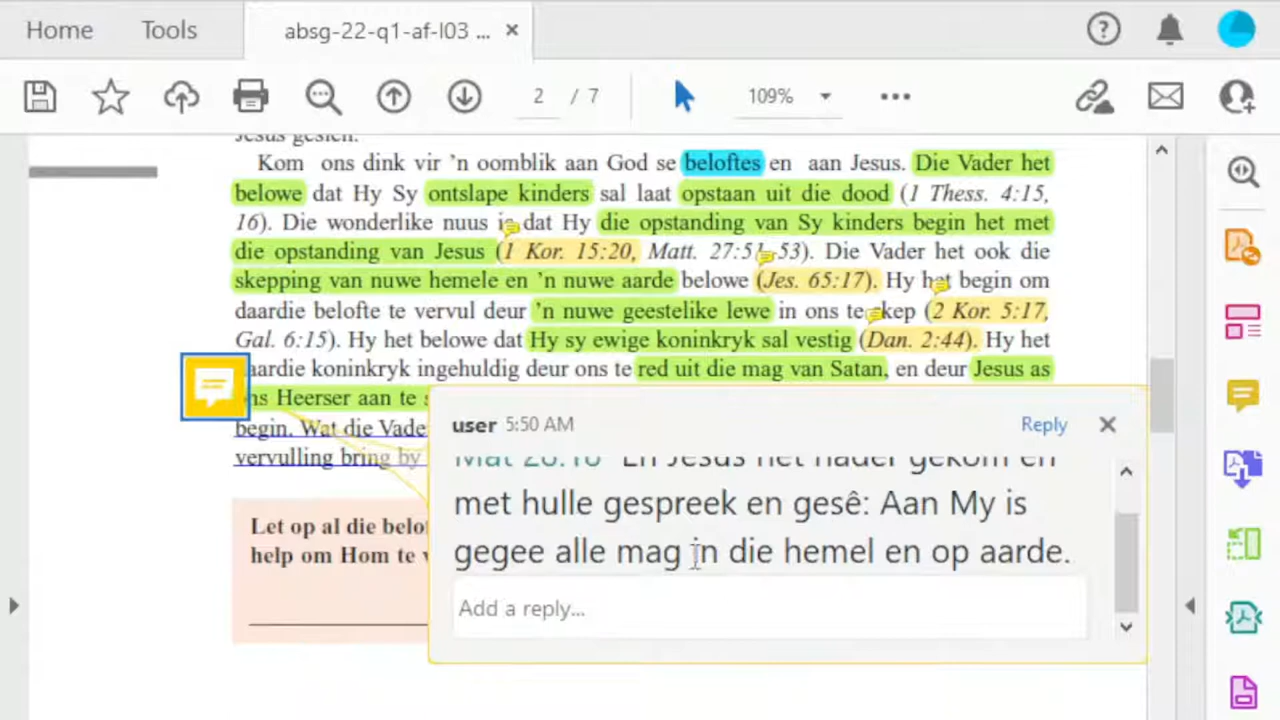 Home
Tools
absg-22-q1-af-l03 ...
2 / 7
109%
Jesus gesien.
Kom ons dink vir 'n oomblik aan God se beloftes en aan Jesus. Die Vader het
belowe dat Hy Sy ontslape kinders sal laat opstaan uit die dood (1 Thess. 4:15,
16). Die wonderlike nuus is dat Hy die opstanding van Sy kinders begin het met
die opstanding van Jesus (1 Kor. 15:20, Matt. 27:51-53). Die Vader het ook die
skepping van nuwe hemele en 'n nuwe aarde belowe (Jes. 65:17). Hy het begin om
daardie belofte te vervul deur 'n nuwe geestelike lewe in ons te skep (2 Kor. 5:17,
Gal. 6:15). Hy het belowe dat Hy sy ewige koninkryk sal vestig (Dan. 2:44). Hy het
daardie koninkryk ingehuldig deur ons te red uit die mag van Satan, en deur Jesus as
ons Heerser aan te
begin. Wat die Vade
vervulling bring by
Let op al die belo
help om Hom te v
user 5:50 AM
Reply
Mat 28:18 En Jesus het nader gekom en
met hulle gespreek en gesê: Aan My is
gegee alle mag in die hemel en op aarde.
Add a reply...